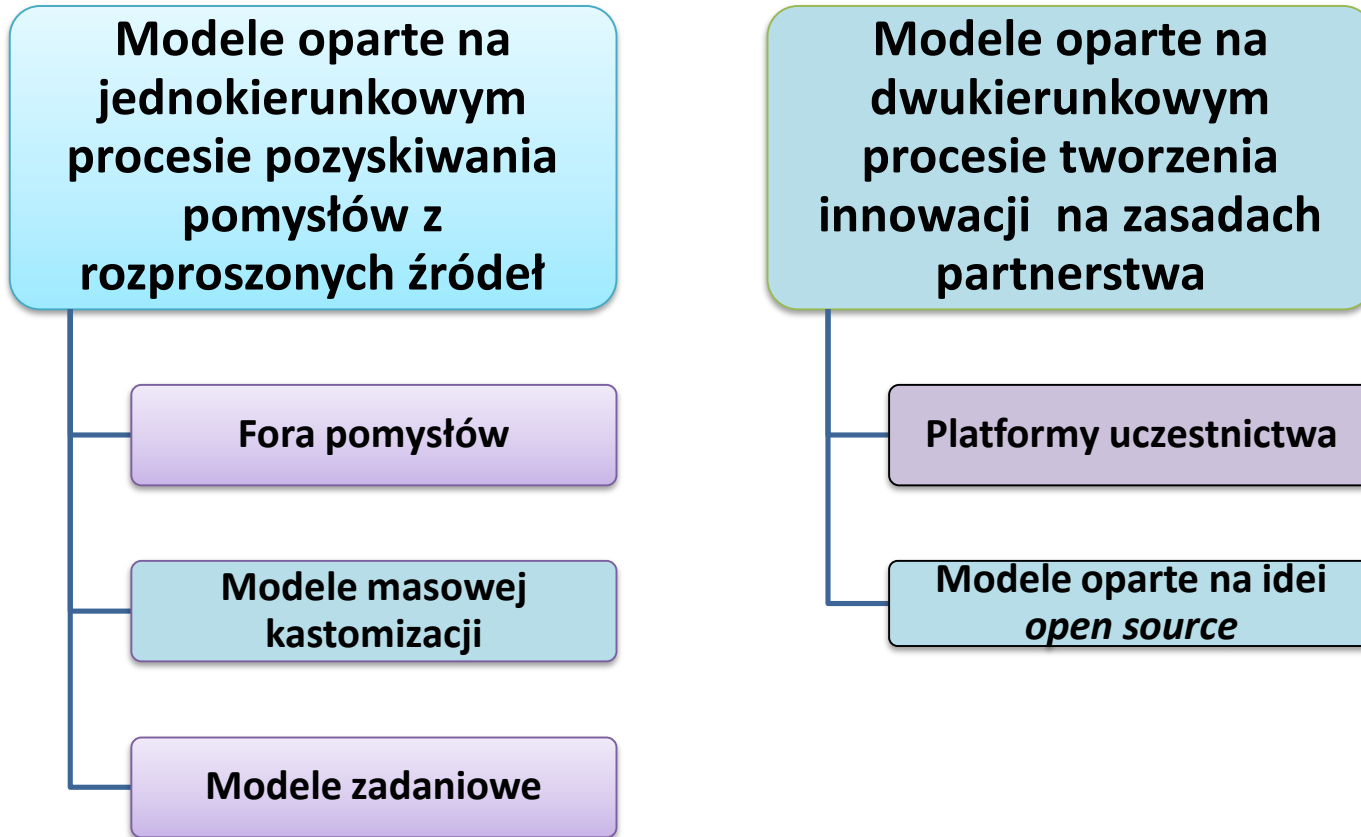 Modele oparte na
jednokierunkowym
procesie pozyskiwania
pomysłów z
rozproszonych źródeł
Fora pomysłów
Modele masowej
kastomizacji
Modele zadaniowe
Modele oparte na
dwukierunkowym
procesie tworzenia
innowacji  na zasadach
partnerstwa
Platformy uczestnictwa
Modele oparte na idei
open source